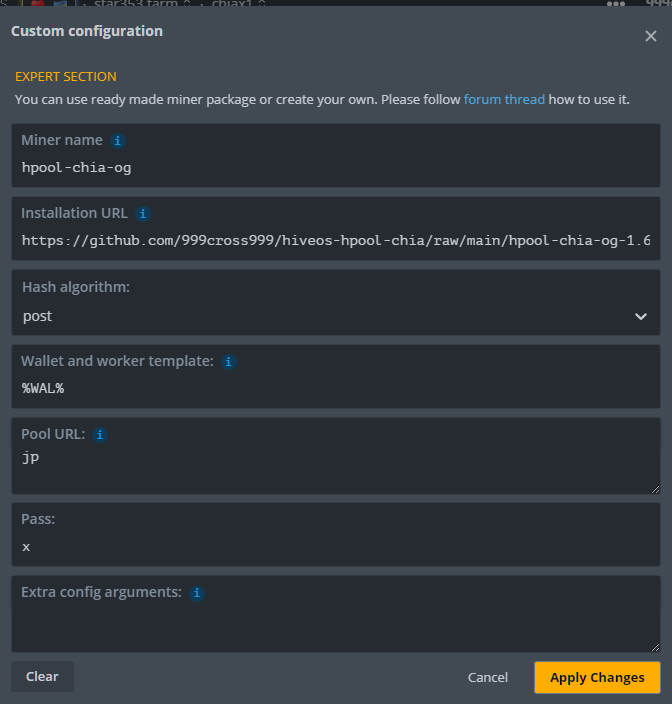 star353 farm chiax1
Custom configuration
EXPERT SECTION
You can use ready made miner package or create your own. Please follow forum thread how to use it.
Miner name
hpool-chia-og
Installation URL
https://github.com/999cross999/hiveos-hpool-chia/raw/main/hpool-chia-og-1.6
Hash algorithm:
post
Wallet and worker template:
%WAL%
Pool URL:
jp
Pass:
x
Extra config arguments:
Clear
Cancel
Apply Changes